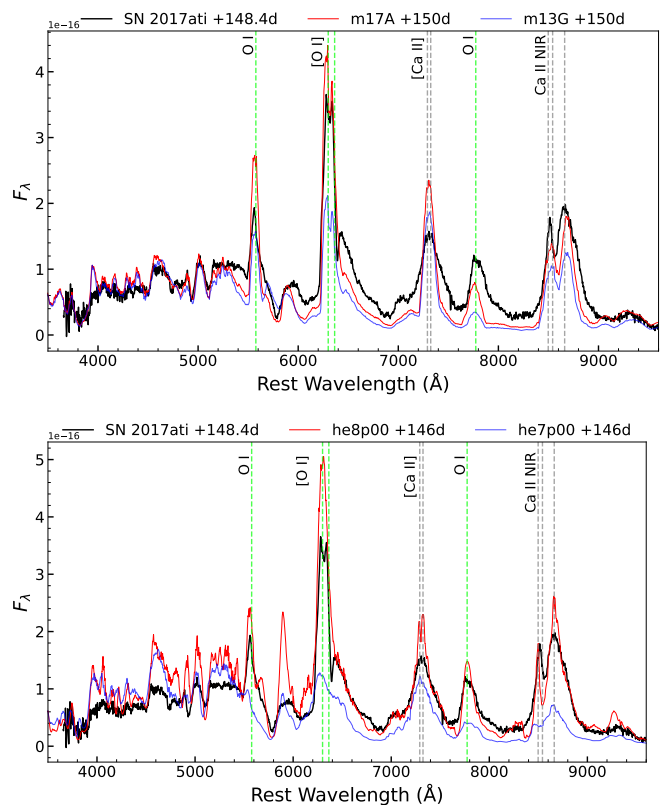 SN 2017ati +148.4d m17A +150d m13G +150d
1e−16
O I
[O I]
[Ca II]
O I
Ca II NIR
4
3
2
1
0
Fλ
4000 5000 6000 7000 8000 9000
Rest Wavelength (Å)
SN 2017ati +148.4d he8p00 +146d he7p00 +146d
1e−16
O I
[O I]
[Ca II]
O I
Ca II NIR
5
4
3
2
1
0
Fλ
4000 5000 6000 7000 8000 9000
Rest Wavelength (Å)